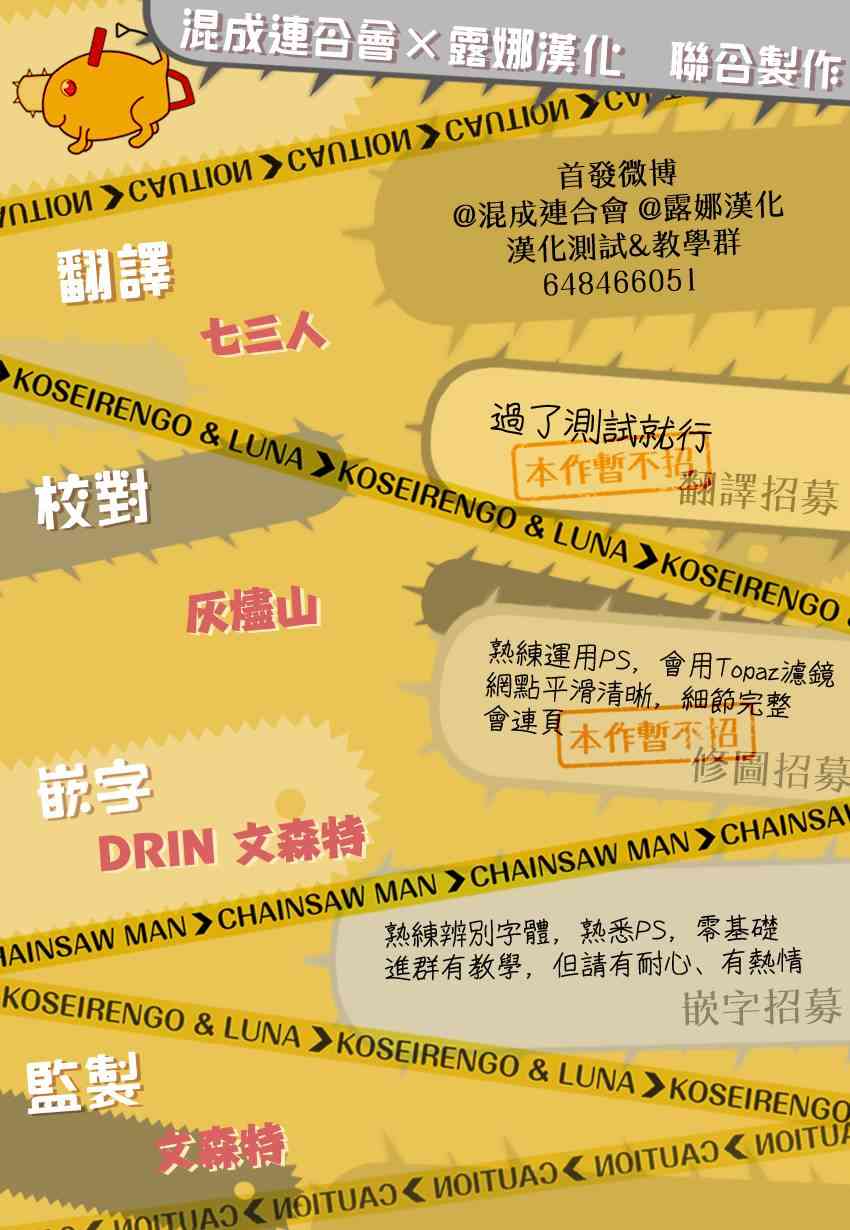 混成連合會×露娜漢化 聯合製作
CAUTION CAUTION CAUTION CAUTION
首發微博
@混成連合會 @露娜漢化
漢化測試&教學群
648466051
翻譯
七三人
KOSEIRENGO & LUNA KOSEIRENGO & LUNA KOSEIRENGO &
過了測試就行
本作暫不招
翻譯招募
校對
灰燼山
熟練運用PS，會用Topaz濾鏡
網點平滑清晰，細節完整
會連頁
本作暫不招
修圖招募
嵌字
DRIN 文森特
HAINSAW MAN CHAINSAW MAN CHAINSAW MAN CHAINSA
熟練辨別字體，熟悉PS，零基礎
進群有教學，但請有耐心、有熱情
嵌字招募
KOSEIRENGO & LUNA KOSEIRENGO & LUNA KOSEIRENGO
監製
文森特
CAUTION CAUTION CAUTION CAUTION